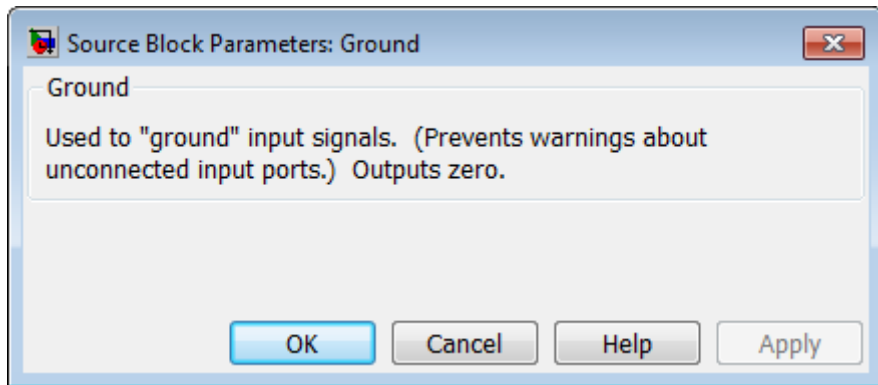 Source Block Parameters: Ground
Ground
Used to "ground" input signals.  (Prevents warnings about
unconnected input ports.)  Outputs zero.
OK Cancel Help Apply